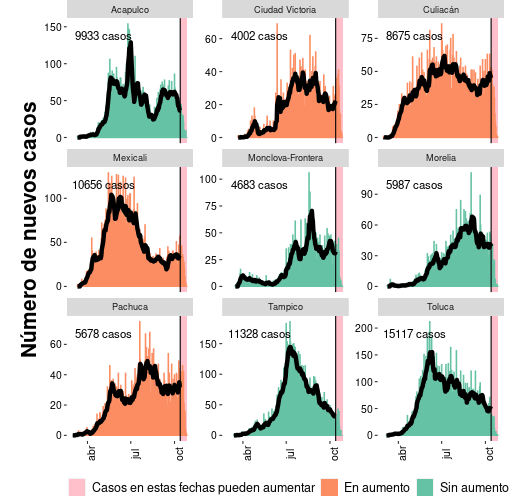 Número de nuevos casos
Acapulco
Ciudad Victoria
Culiacán
150
100
50
0
9933 casos
60
40
20
0
4002 casos
75
50
25
0
8675 casos
Mexicali
Monclova-Frontera
Morelia
100
50
0
10656 casos
100
75
50
25
0
4683 casos
90
60
30
0
5987 casos
Pachuca
Tampico
Toluca
60
40
20
0
5678 casos
150
100
50
0
11328 casos
200
150
100
50
0
15117 casos
abr jul oct
abr jul oct
abr jul oct
Casos en estas fechas pueden aumentar En aumento Sin aumento